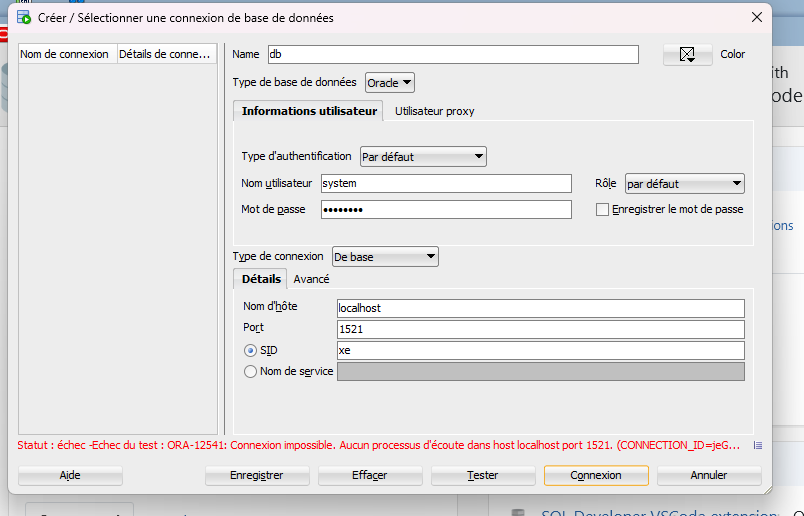 Créer / Sélectionner une connexion de base de données
Nom de connexion Détails de conne...
Name db Color
Type de base de données Oracle
Informations utilisateur Utilisateur proxy
Type d'authentification Par défaut
Nom utilisateur system Rôle par défaut
Mot de passe •••••••• Enregistrer le mot de passe
Type de connexion De base
Détails Avancé
Nom d'hôte localhost
Port 1521
SID xe
Nom de service
Statut : échec -Echec du test : ORA-12541: Connexion impossible. Aucun processus d'écoute dans host localhost port 1521. (CONNECTION_ID=jeG...
Aide Enregistrer Effacer Tester Connexion Annuler
SQL Developer VSCode extension